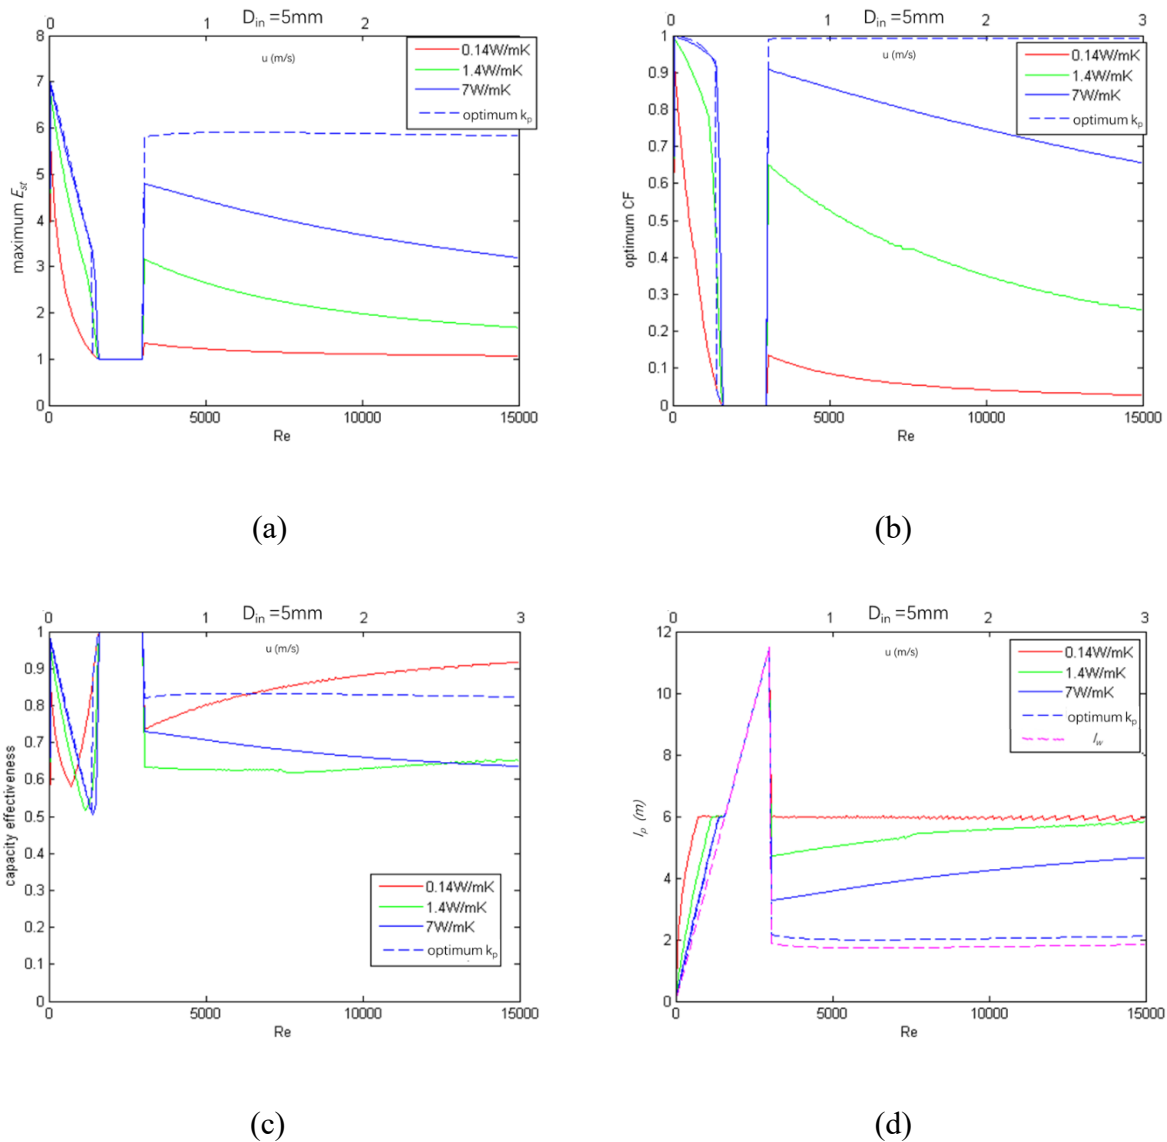 0 1 D_in =5mm 2
8
7
6
5
4
3
2
1
0
maximum E_st
u (m/s)
0.14W/mK
1.4W/mK
7W/mK
optimum k_p
0 5000 10000 15000
Re
(a)
0 1 D_in =5mm 2 3
1
0.9
0.8
0.7
0.6
0.5
0.4
0.3
0.2
0.1
0
optimum CF
u (m/s)
0.14W/mK
1.4W/mK
7W/mK
optimum k_p
0 5000 10000 15000
Re
(b)
0 1 D_in =5mm 2 3
1
0.9
0.8
0.7
0.6
0.5
0.4
0.3
0.2
0.1
0
capacity effectiveness
u (m/s)
0.14W/mK
1.4W/mK
7W/mK
optimum k_p
0 5000 10000 15000
Re
(c)
0 1 D_in =5mm 2 3
12
10
8
6
4
2
0
l_p (m)
u (m/s)
0.14W/mK
1.4W/mK
7W/mK
optimum k_p
l_w
0 5000 10000 15000
Re
(d)